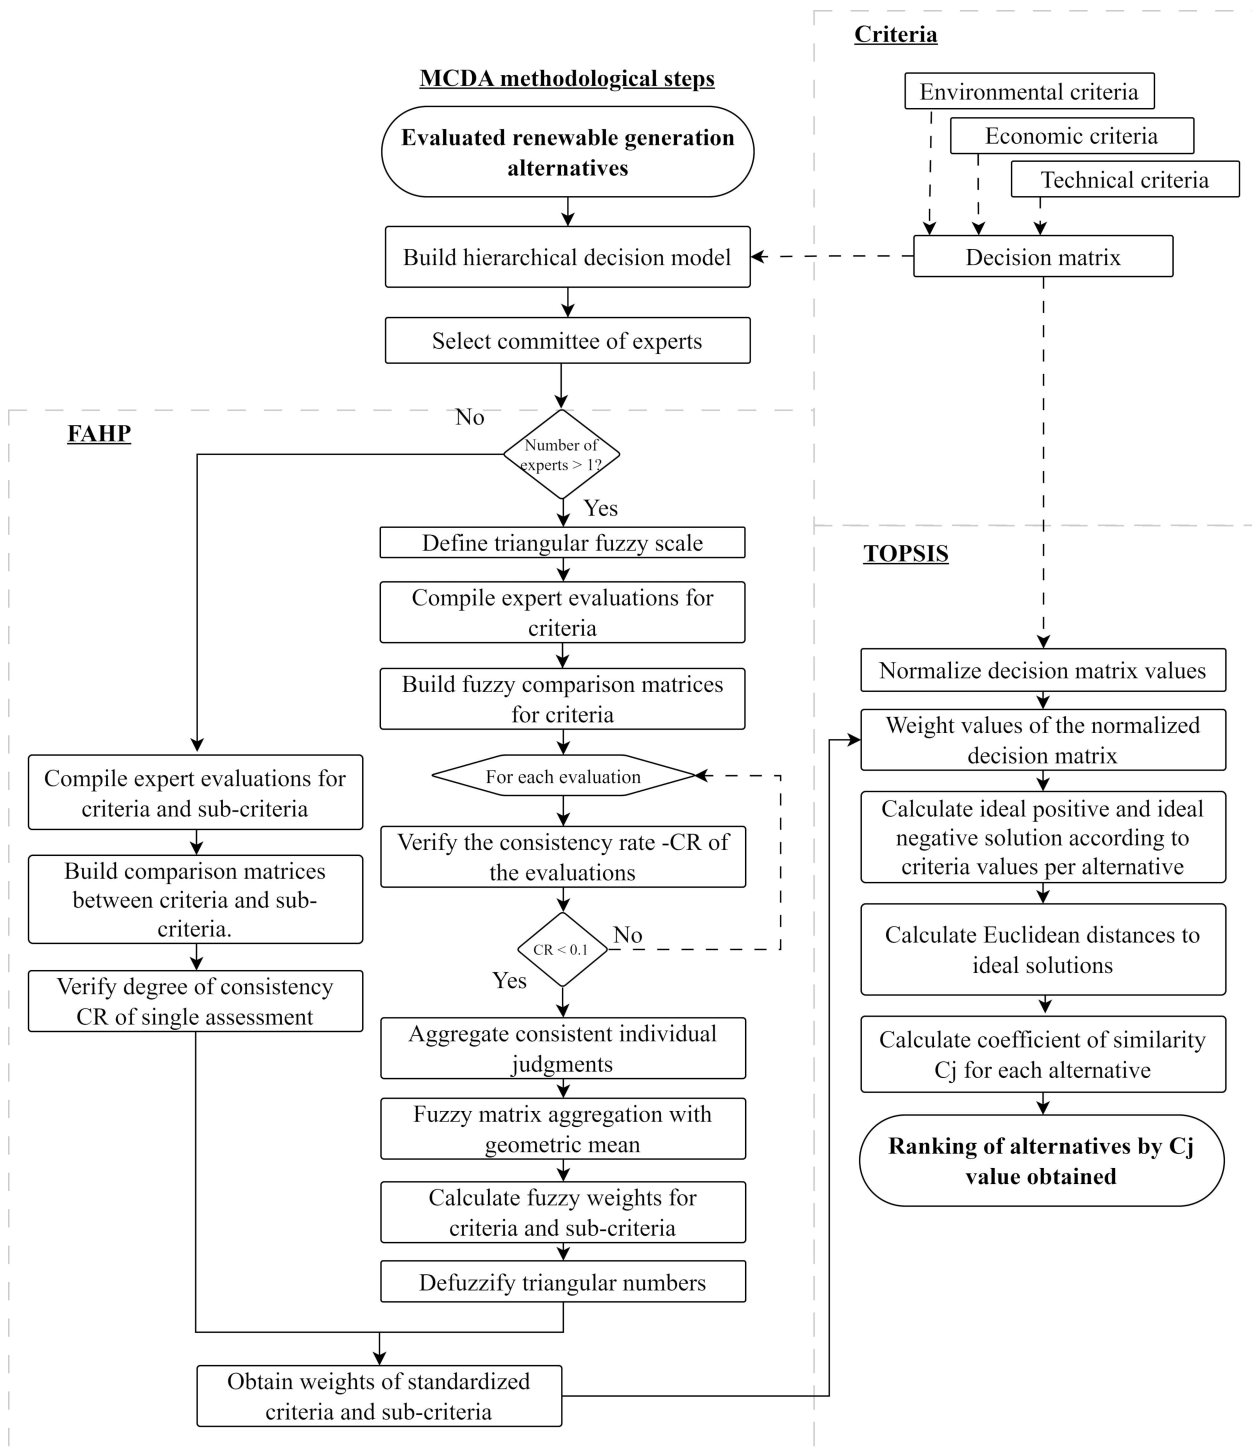 Criteria
MCDA methodological steps
Environmental criteria
Economic criteria
Technical criteria
Evaluated renewable generation
alternatives
Build hierarchical decision model
Decision matrix
Select committee of experts
No
FAHP
Number of
experts > 1?
Yes
Define triangular fuzzy scale
Compile expert evaluations for
criteria
Build fuzzy comparison matrices
for criteria
For each evaluation
Verify the consistency rate -CR of
the evaluations
CR < 0.1
No
Yes
Aggregate consistent individual
judgments
Fuzzy matrix aggregation with
geometric mean
Calculate fuzzy weights for
criteria and sub-criteria
Defuzzify triangular numbers
Compile expert evaluations for
criteria and sub-criteria
Build comparison matrices
between criteria and sub-
criteria.
Verify degree of consistency
CR of single assessment
Obtain weights of standardized
criteria and sub-criteria
TOPSIS
Normalize decision matrix values
Weight values of the normalized
decision matrix
Calculate ideal positive and ideal
negative solution according to
criteria values per alternative
Calculate Euclidean distances to
ideal solutions
Calculate coefficient of similarity
Cj for each alternative
Ranking of alternatives by Cj
value obtained